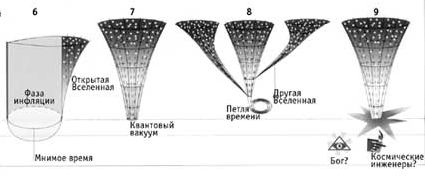 6
7
8
9
Открытая
Вселенная
Фаза
инфляции
Мнимое время
Квантовый
вакуум
Петля
времени
Другая
Вселенная
Бог?
Космические
инженеры?